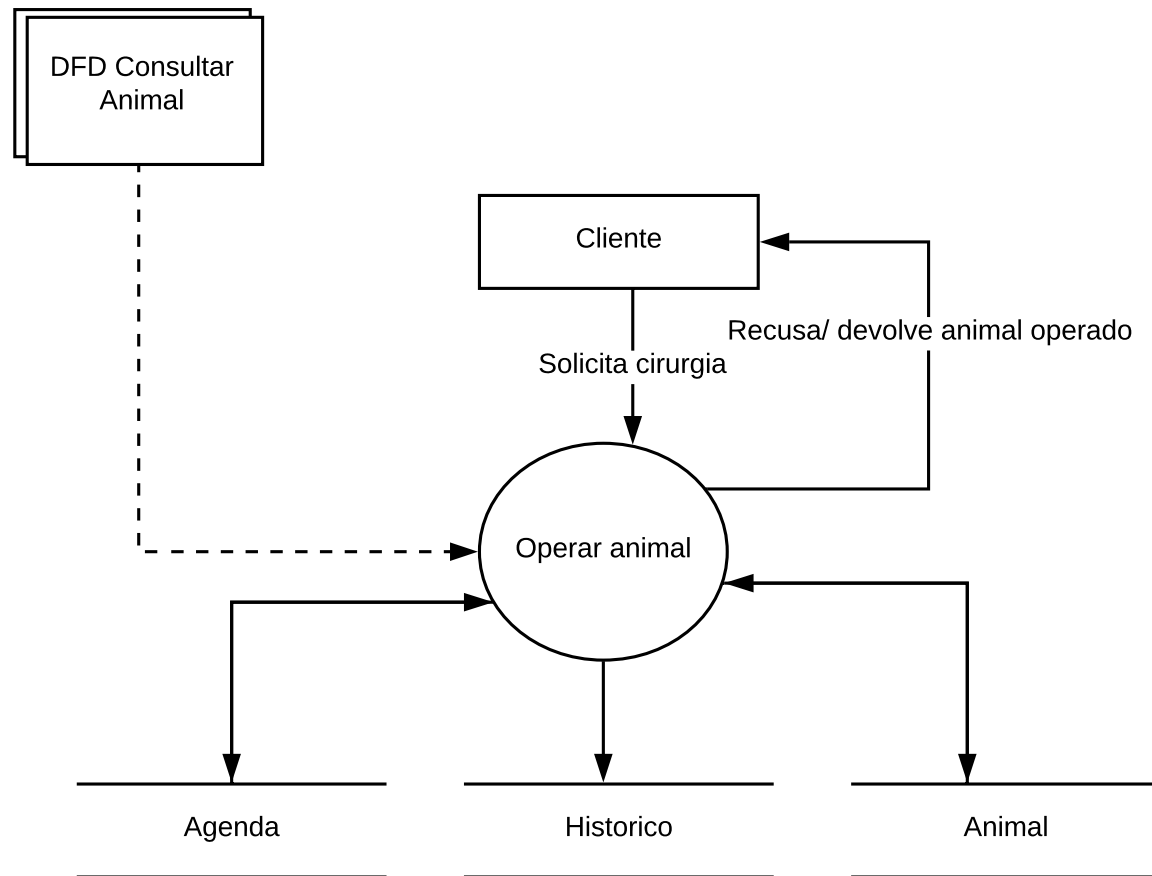 DFD Consultar
Animal
Cliente
Recusa/ devolve animal operado
Solicita cirurgia
Operar animal
Agenda
Historico
Animal